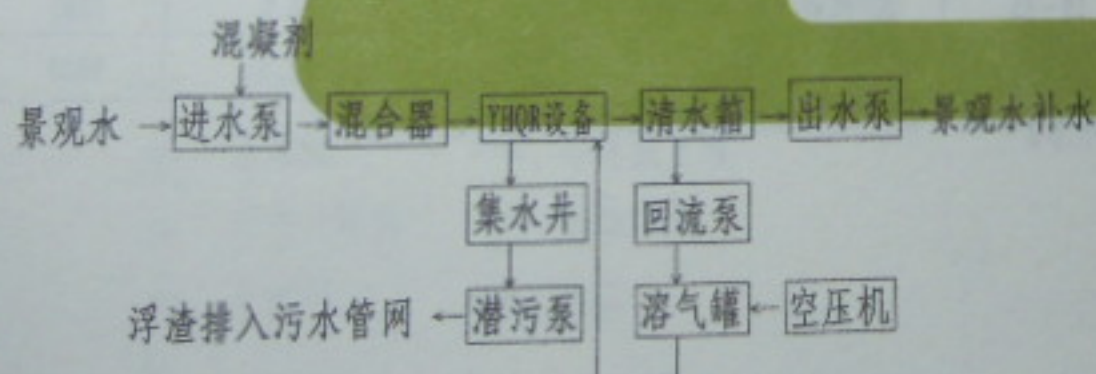 混凝剂
景观水 进水泵 混合器 YHQR设备 清水箱 出水泵 景观水补水
集水井 回流泵
浮渣排入污水管网 潜污泵 溶气罐 空压机